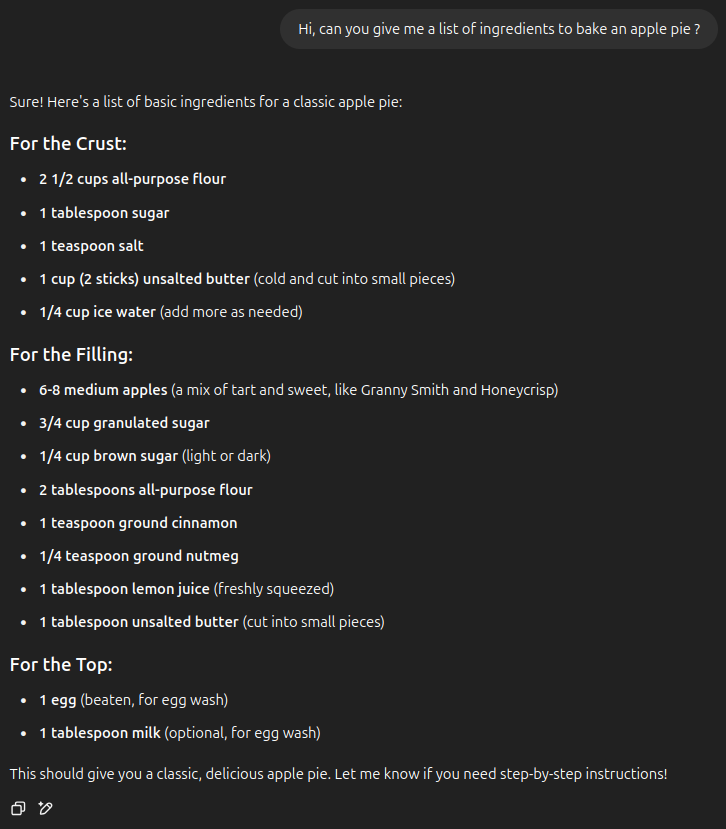 Hi, can you give me a list of ingredients to bake an apple pie ?
Sure! Here's a list of basic ingredients for a classic apple pie:
For the Crust:
• 2 1/2 cups all-purpose flour
• 1 tablespoon sugar
• 1 teaspoon salt
• 1 cup (2 sticks) unsalted butter (cold and cut into small pieces)
• 1/4 cup ice water (add more as needed)
For the Filling:
• 6-8 medium apples (a mix of tart and sweet, like Granny Smith and Honeycrisp)
• 3/4 cup granulated sugar
• 1/4 cup brown sugar (light or dark)
• 2 tablespoons all-purpose flour
• 1 teaspoon ground cinnamon
• 1/4 teaspoon ground nutmeg
• 1 tablespoon lemon juice (freshly squeezed)
• 1 tablespoon unsalted butter (cut into small pieces)
For the Top:
• 1 egg (beaten, for egg wash)
• 1 tablespoon milk (optional, for egg wash)
This should give you a classic, delicious apple pie. Let me know if you need step-by-step instructions!